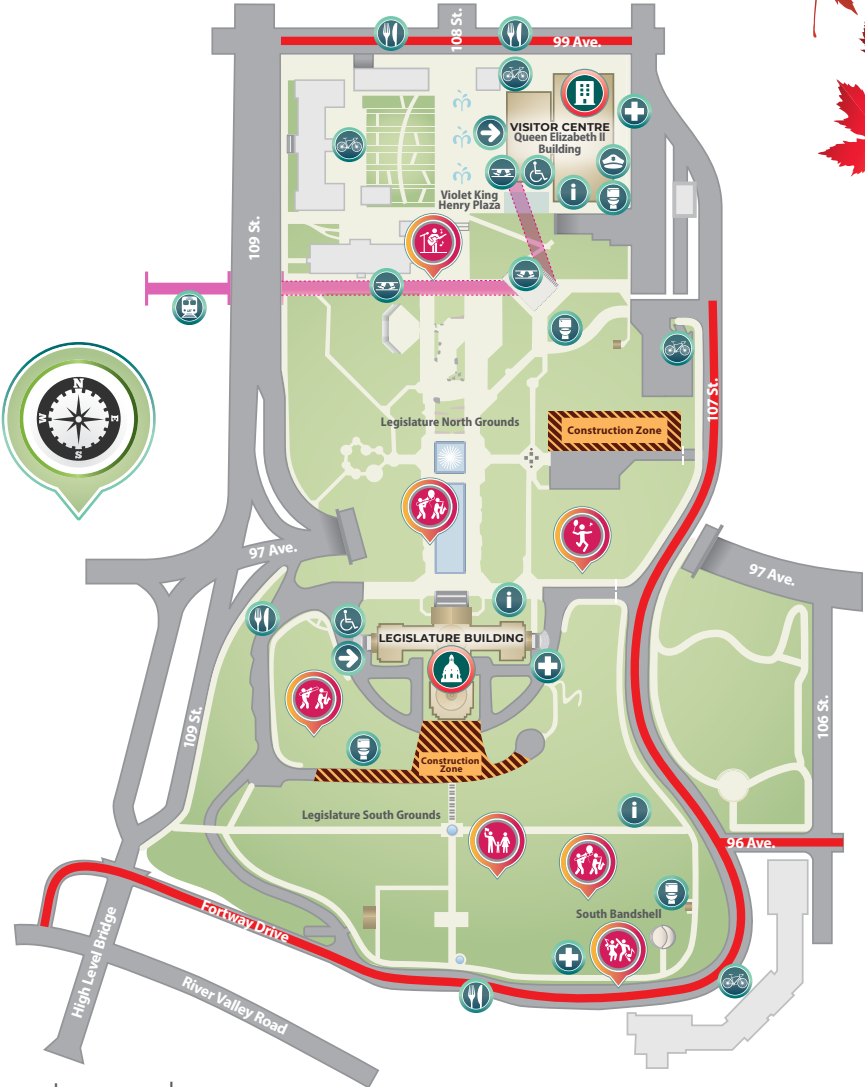 108 St.
99 Ave.
VISITOR CENTRE
Queen Elizabeth II
Building
i
Violet King
Henry Plaza
109 St.
N
W
E
S
107 St.
Legislature North Grounds
Construction Zone
97 Ave.
97 Ave.
i
LEGISLATURE BUILDING
109 St.
106 St.
Construction
Zone
Legislature South Grounds
i
96 Ave.
South Bandshell
Fortway Drive
High Level Bridge
River Valley Road